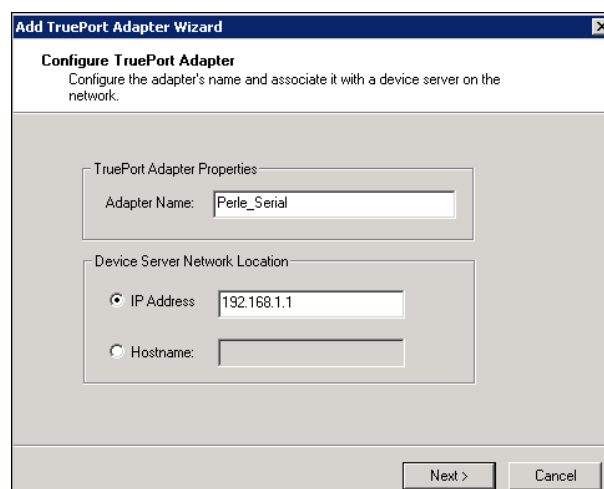 Add TruePort Adapter Wizard
Configure TruePort Adapter
Configure the adapter's name and associate it with a device server on the
network.
TruePort Adapter Properties
Adapter Name: Perle_Serial
Device Server Network Location
IP Address 192.168.1.1
Hostname:
Next > Cancel